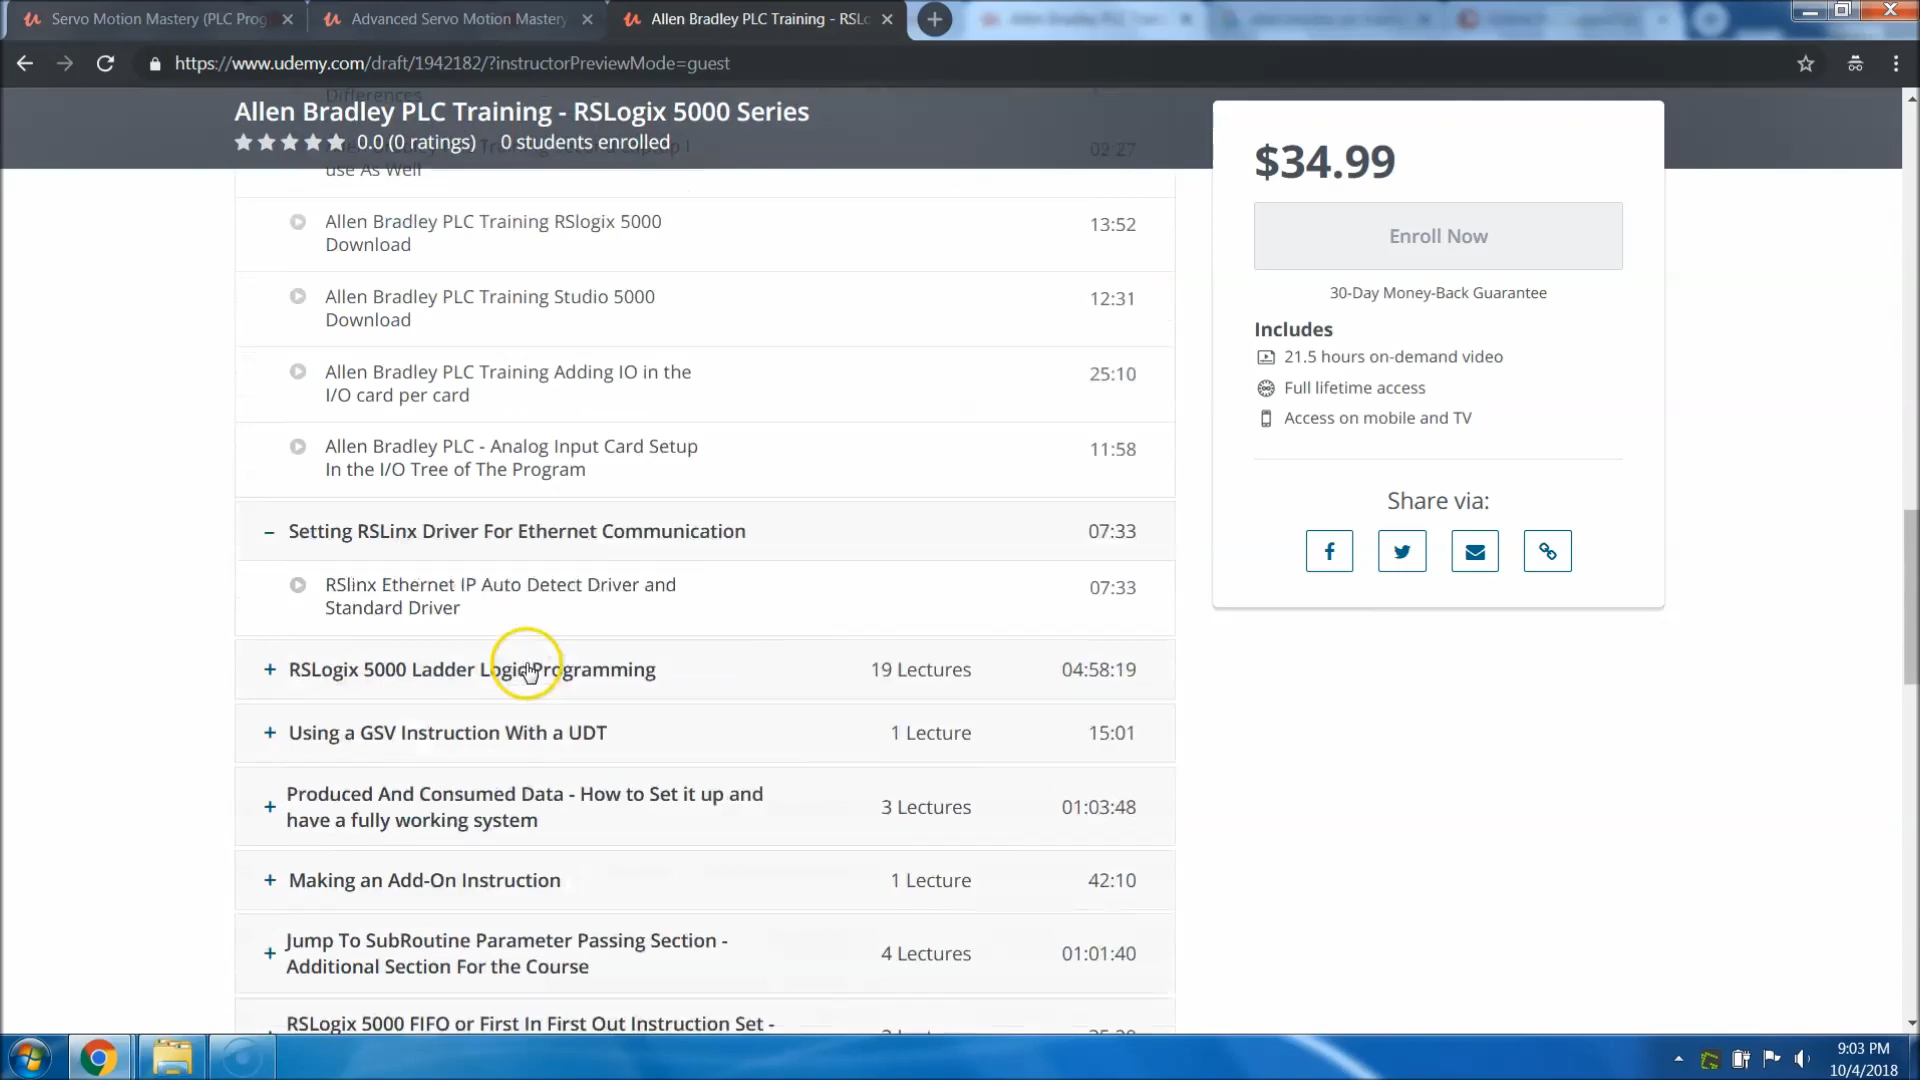 Servo Motion Mastery (PLC Prog
Advanced Servo Motion Mastery
Allen Bradley PLC Training - RSLo
https://www.udemy.com/draft/1942182/?instructorPreviewMode=guest
Differences
Allen Bradley PLC Training - RSLogix 5000 Series
0.0 (0 ratings) 0 students enrolled
02:27
use As Well
Allen Bradley PLC Training RSlogix 5000
Download
13:52
Allen Bradley PLC Training Studio 5000
Download
12:31
Allen Bradley PLC Training Adding IO in the
I/O card per card
25:10
Allen Bradley PLC - Analog Input Card Setup
In the I/O Tree of The Program
11:58
– Setting RSLinx Driver For Ethernet Communication 07:33
RSlinx Ethernet IP Auto Detect Driver and
Standard Driver
07:33
+ RSLogix 5000 Ladder Logic Programming 19 Lectures 04:58:19
+ Using a GSV Instruction With a UDT 1 Lecture 15:01
+ Produced And Consumed Data - How to Set it up and
have a fully working system
3 Lectures 01:03:48
+ Making an Add-On Instruction 1 Lecture 42:10
+ Jump To SubRoutine Parameter Passing Section -
Additional Section For the Course
4 Lectures 01:01:40
RSLogix 5000 FIFO or First In First Out Instruction Set -
$34.99
Enroll Now
30-Day Money-Back Guarantee
Includes
21.5 hours on-demand video
Full lifetime access
Access on mobile and TV
Share via:
9:03 PM
10/4/2018